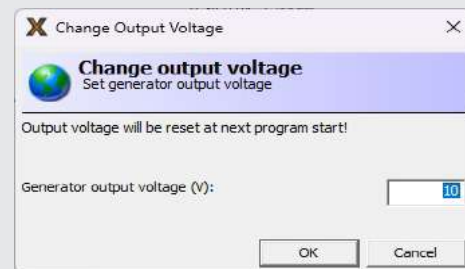 Change Output Voltage
Change output voltage
Set generator output voltage
Output voltage will be reset at next program start!
Generator output voltage (V):
10
OK
Cancel